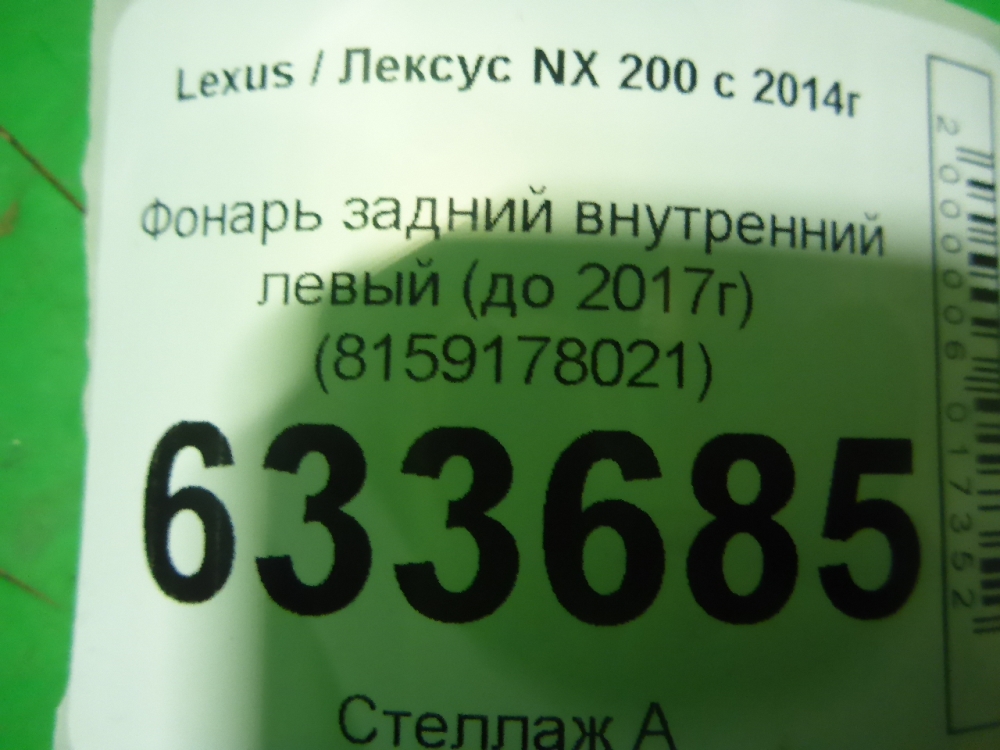 Lexus / Лексус NX 200 с 2014г
Фонарь задний внутренний
левый (до 2017г)
(8159178021)
633685
Стеллаж А
2000006017352